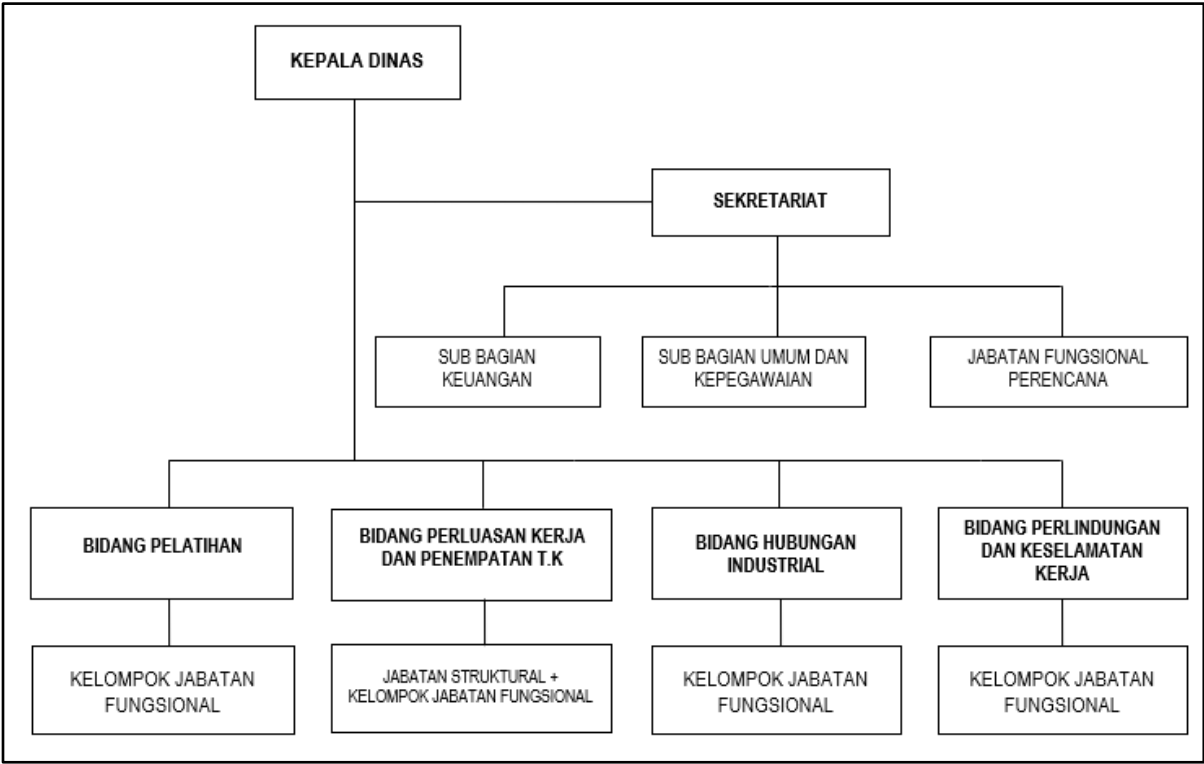 KEPALA DINAS
SEKRETARIAT
SUB BAGIAN
KEUANGAN
SUB BAGIAN UMUM DAN
KEPEGAWAIAN
JABATAN FUNGSIONAL
PERENCANA
BIDANG PELATIHAN
BIDANG PERLUASAN KERJA
DAN PENEMPATAN T.K
BIDANG HUBUNGAN
INDUSTRIAL
BIDANG PERLINDUNGAN
DAN KESELAMATAN
KERJA
KELOMPOK JABATAN
FUNGSIONAL
JABATAN STRUKTURAL +
KELOMPOK JABATAN FUNGSIONAL
KELOMPOK JABATAN
FUNGSIONAL
KELOMPOK JABATAN
FUNGSIONAL